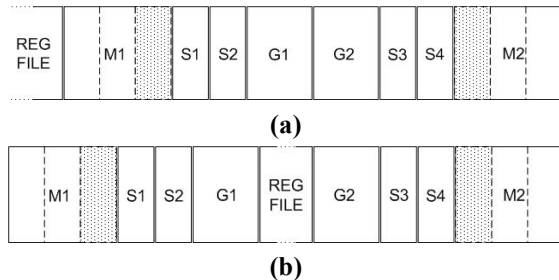 REG FILE M1 S1 S2 G1 G2 S3 S4 M2
(a)
M1 S1 S2 G1 REG FILE G2 S3 S4 M2
(b)